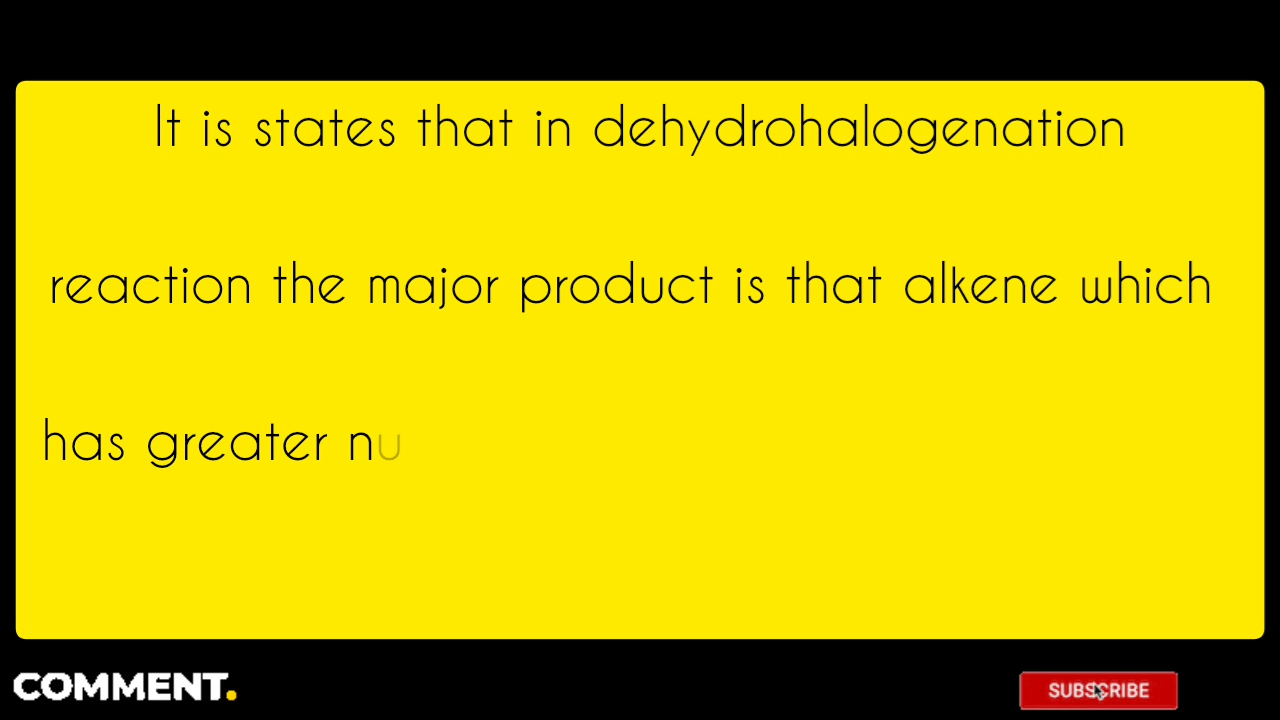 It is states that in dehydrohalogenation
reaction the major product is that alkene which
has greater nu
COMMENT.
SUBSCRIBE